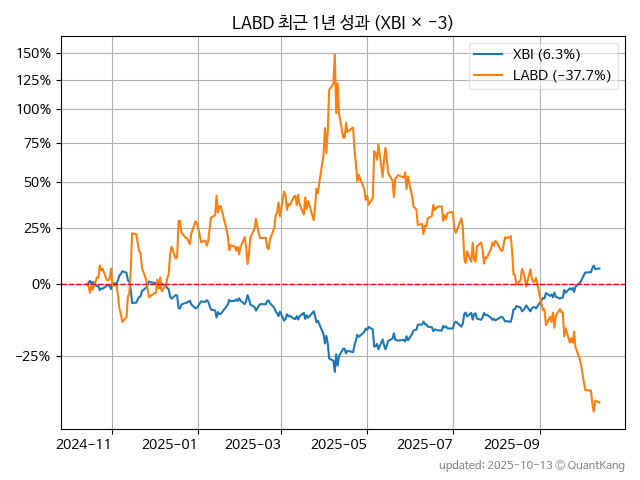 LABD 최근 1년 성과 (XBI × −3)
XBI (6.3%)
LABD (−37.7%)
150%
125%
100%
75%
50%
25%
0%
−25%
2024-11 2025-01 2025-03 2025-05 2025-07 2025-09
updated: 2025-10-13 © QuantKang